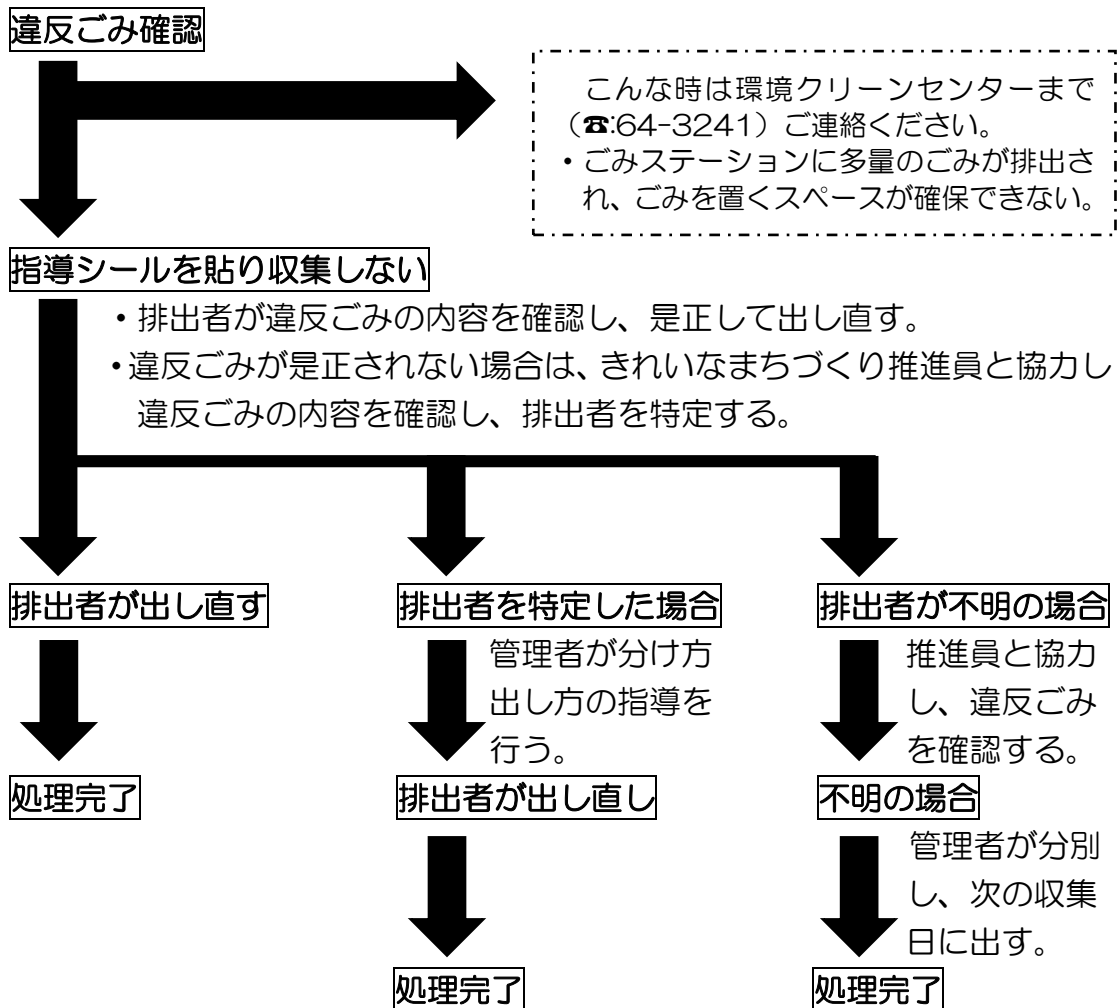 違反ごみ確認
こんな時は環境クリーンセンターまで
（☎:64-3241）ご連絡ください。
・ごみステーションに多量のごみが排出さ
れ、ごみを置くスペースが確保できない。
指導シールを貼り収集しない
・排出者が違反ごみの内容を確認し、是正して出し直す。
・違反ごみが是正されない場合は、きれいなまちづくり推進員と協力し
違反ごみの内容を確認し、排出者を特定する。
排出者が出し直す
処理完了
排出者を特定した場合
管理者が分け方
出し方の指導を
行う。
排出者が出し直し
処理完了
排出者が不明の場合
推進員と協力
し、違反ごみ
を確認する。
不明の場合
管理者が分別
し、次の収集
日に出す。
処理完了